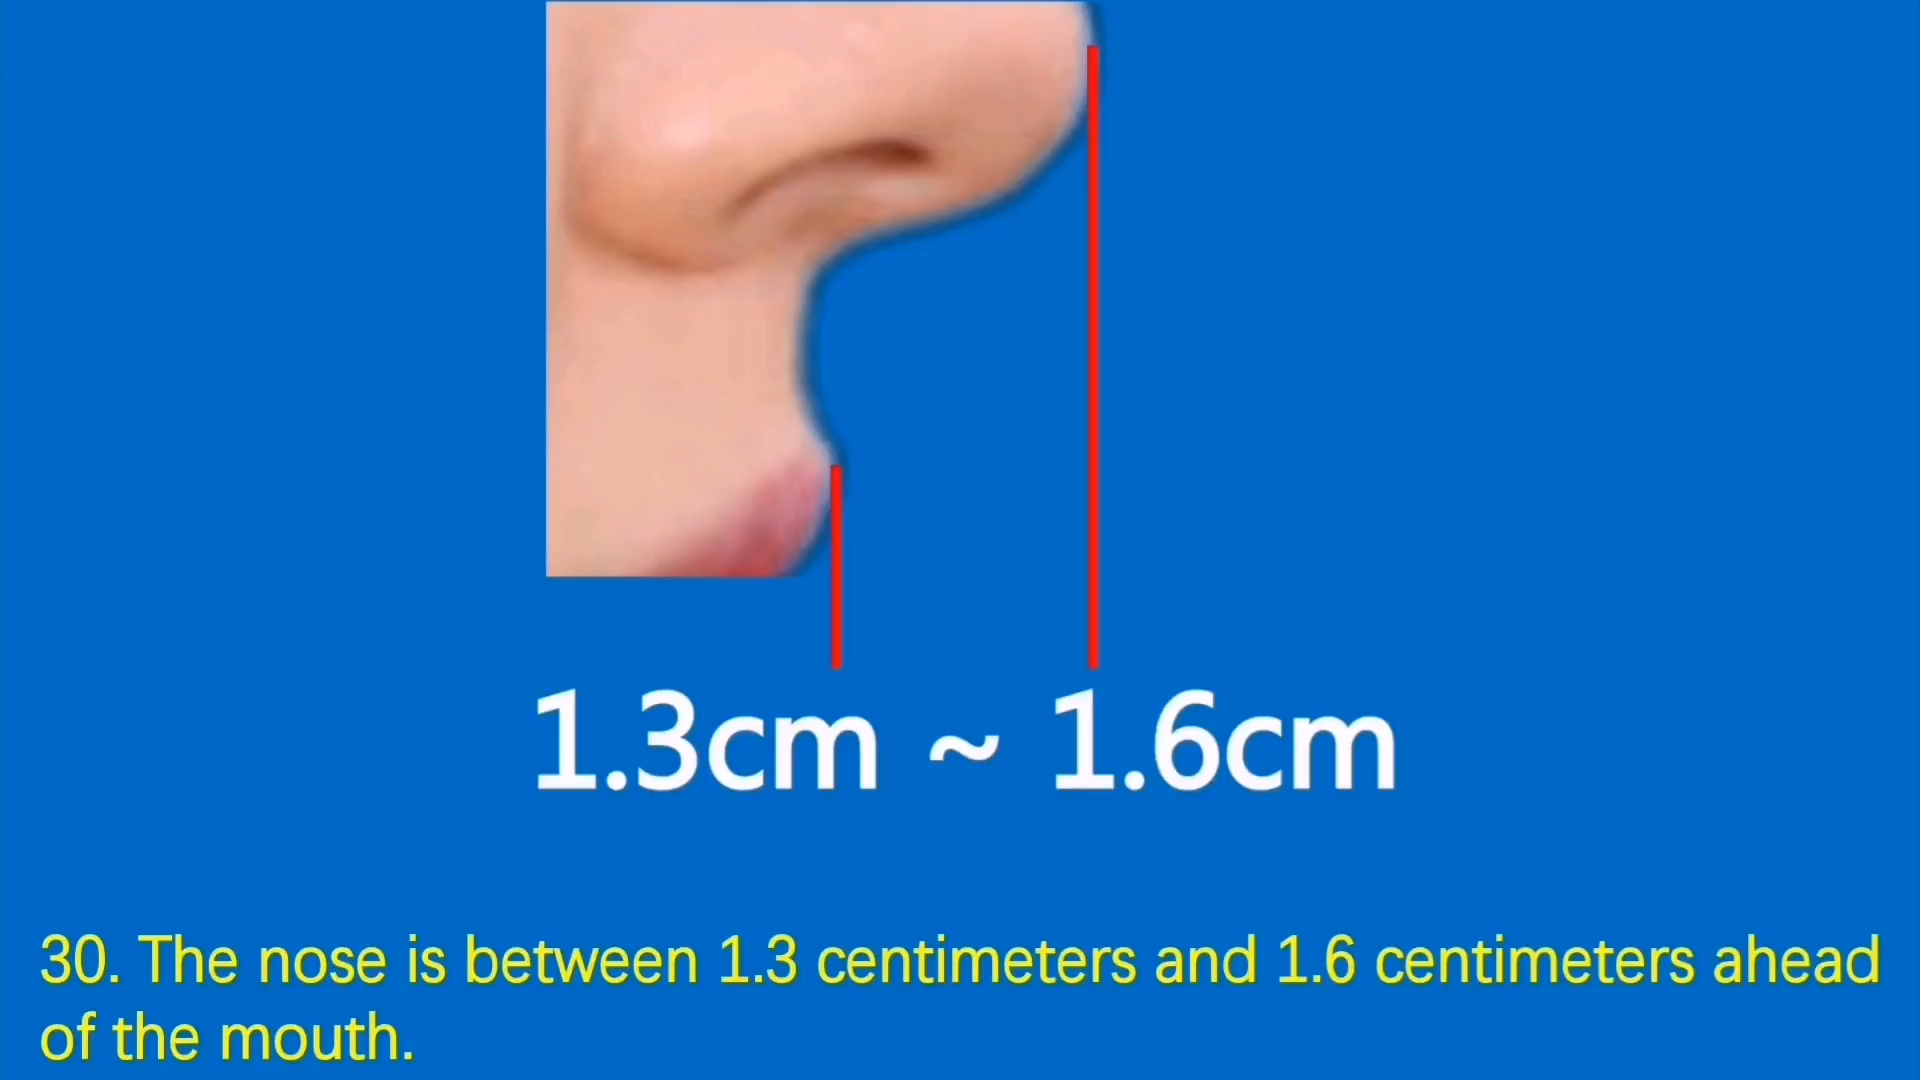 1.3cm ~ 1.6cm
30. The nose is between 1.3 centimeters and 1.6 centimeters ahead
of the mouth.